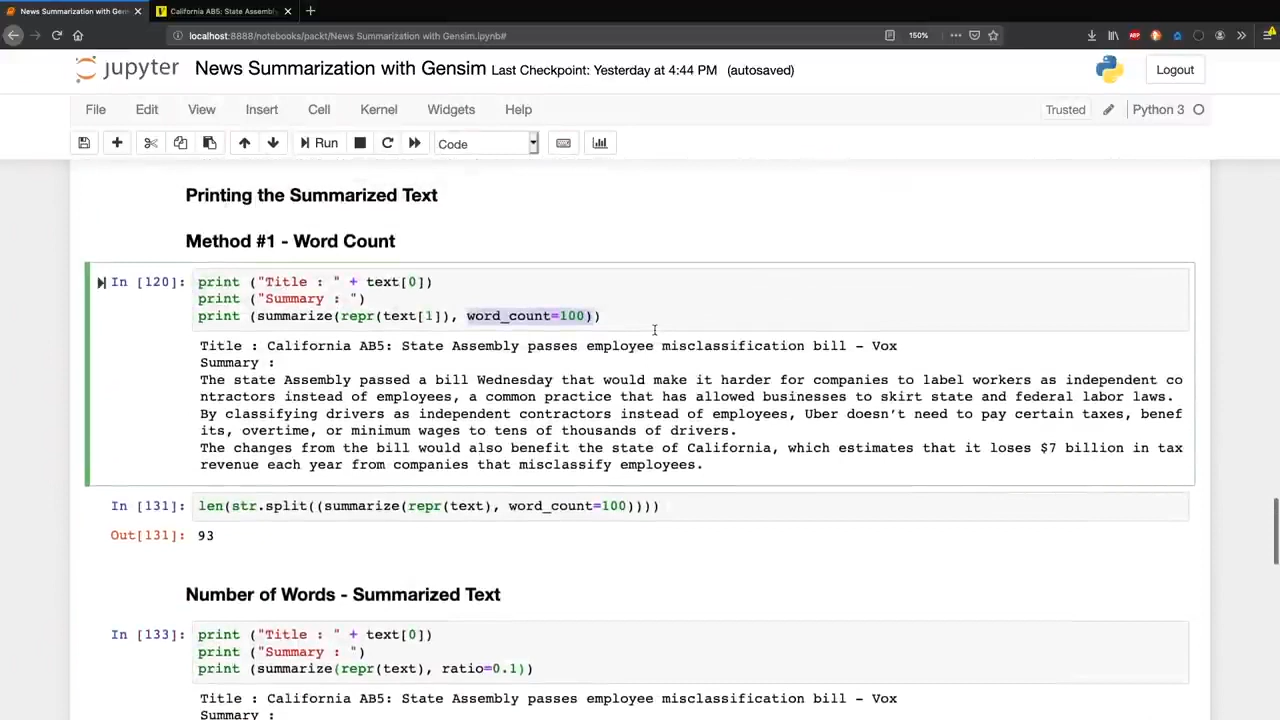 News Summarization with Gen
California AB5: State Assembly
localhost:8888/notebooks/packt/News Summarization with Gensim.ipynb#
150%
jupyter
News Summarization with Gensim Last Checkpoint: Yesterday at 4:44 PM (autosaved)
Logout
File Edit View Insert Cell Kernel Widgets Help
Trusted
Python 3
Run
Code
Printing the Summarized Text
Method #1 - Word Count
In [120]: print ("Title : " + text[0])
print ("Summary : ")
print (summarize(repr(text[1]), word_count=100))
Title : California AB5: State Assembly passes employee misclassification bill - Vox
Summary :
The state Assembly passed a bill Wednesday that would make it harder for companies to label workers as independent co
ntractors instead of employees, a common practice that has allowed businesses to skirt state and federal labor laws.
By classifying drivers as independent contractors instead of employees, Uber doesn't need to pay certain taxes, benef
its, overtime, or minimum wages to tens of thousands of drivers.
The changes from the bill would also benefit the state of California, which estimates that it loses $7 billion in tax
revenue each year from companies that misclassify employees.
In [131]: len(str.split((summarize(repr(text), word_count=100))))
Out[131]: 93
Number of Words - Summarized Text
In [133]: print ("Title : " + text[0])
print ("Summary : ")
print (summarize(repr(text), ratio=0.1))
Title : California AB5: State Assembly passes employee misclassification bill - Vox
Summary :